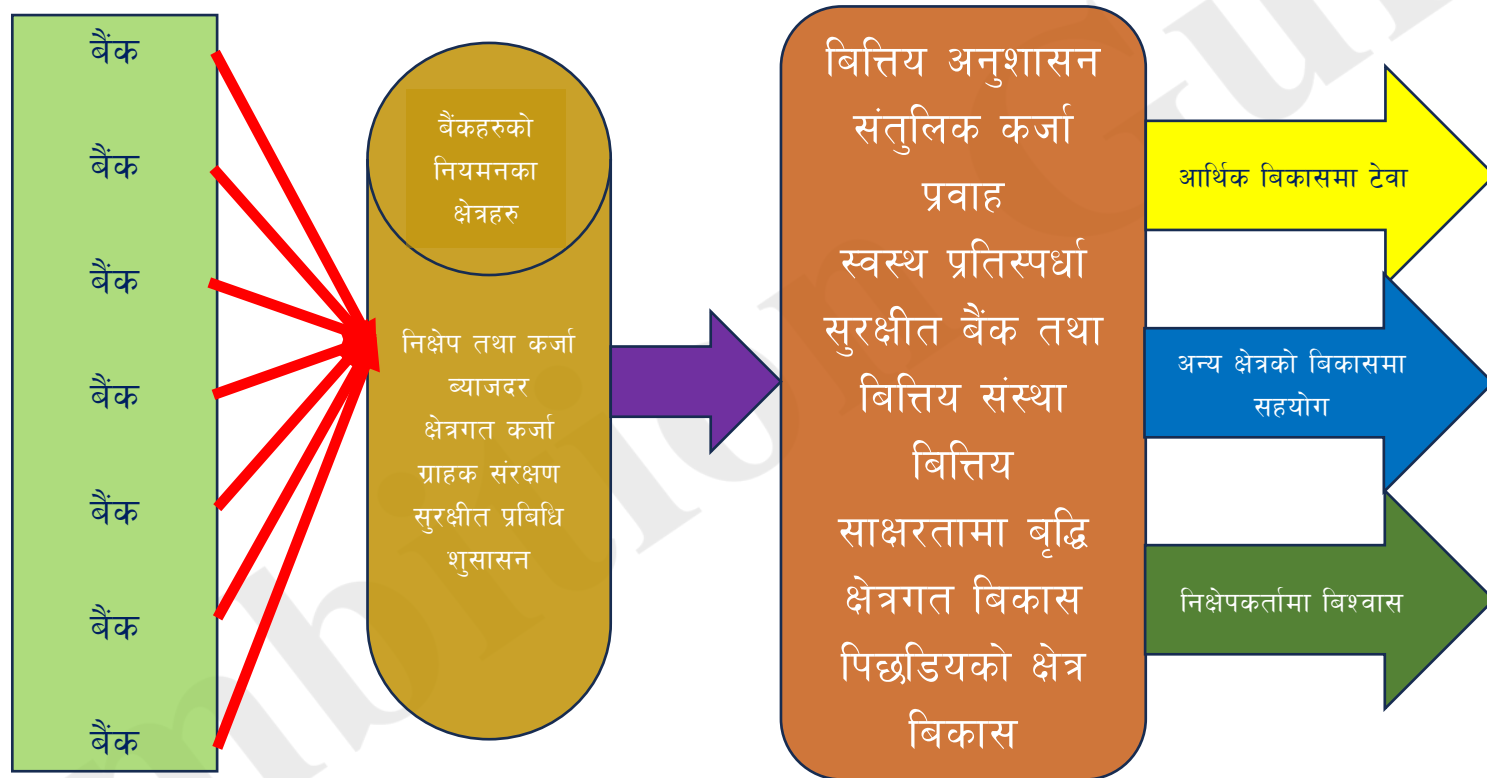 बैंक
बैंक
बैंक
बैंक
बैंक
बैंक
बैंक
बैंकहरुको
नियमनका
क्षेत्रहरु
निक्षेप तथा कर्जा
ब्याजदर
क्षेत्रगत कर्जा
ग्राहक संरक्षण
सुरक्षीत प्रबिधि
शुसासन
बित्तिय अनुशासन
संतुलिक कर्जा
प्रवाह
स्वस्थ प्रतिस्पर्धा
सुरक्षीत बैंक तथा
बित्तिय संस्था
बित्तिय
साक्षरतामा बृद्धि
क्षेत्रगत बिकास
पिछडियको क्षेत्र
बिकास
आर्थिक बिकासमा टेवा
अन्य क्षेत्रको बिकासमा
सहयोग
निक्षेपकर्तामा बिश्वास